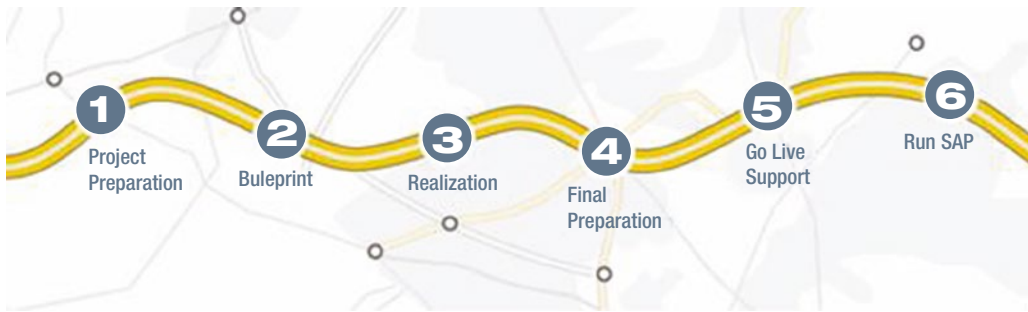 1
Project
Preparation
2
Buleprint
3
Realization
4
Final
Preparation
5
Go Live
Support
6
Run SAP